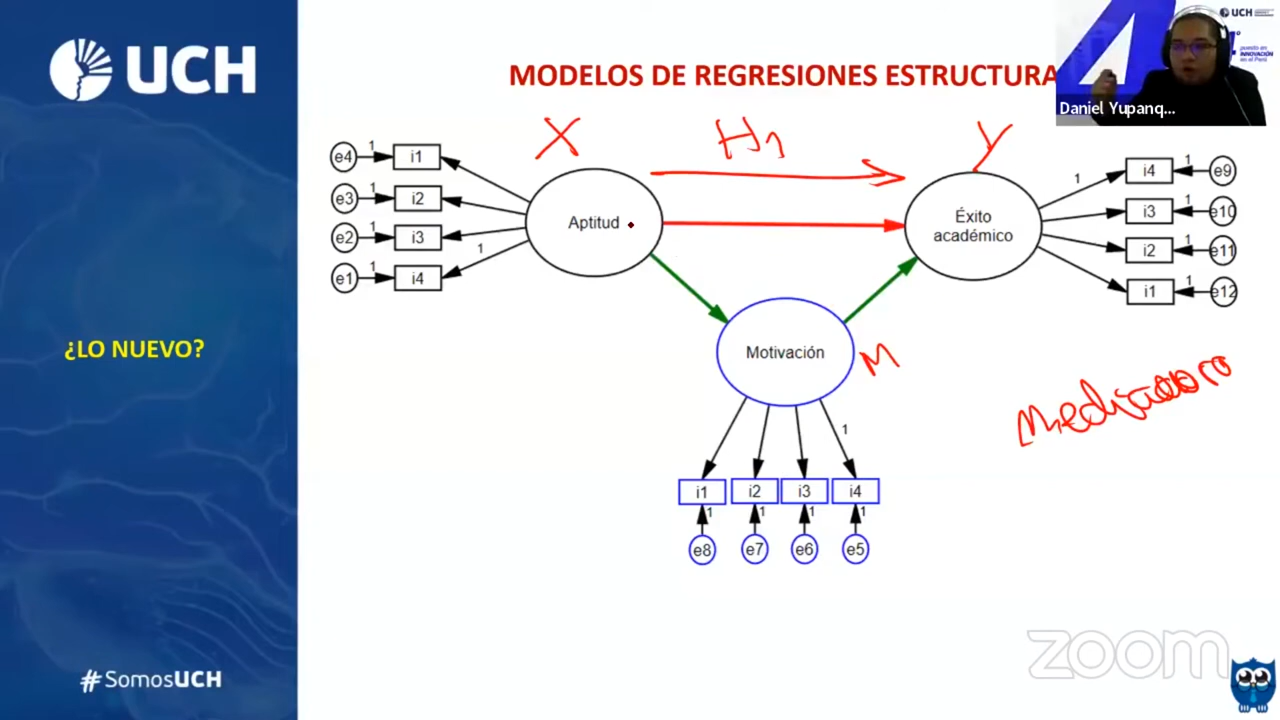 UCH
MODELOS DE REGRESIONES ESTRUCTURA
UCH
Daniel Yupanq...
X
H1
Y
e4
1
i1
e3
1
i2
e2
1
i3
e1
1
i4
1
Aptitud
Éxito
académico
1
i4
1
e9
i3
1
e10
i2
1
e11
i1
1
e12
¿LO NUEVO?
Motivación
M
1
i1
i2
i3
i4
1
1
1
1
e8
e7
e6
e5
zoom
#SomosUCH